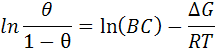 ln θ/(1 − θ) = ln(BC) − ΔG/RT